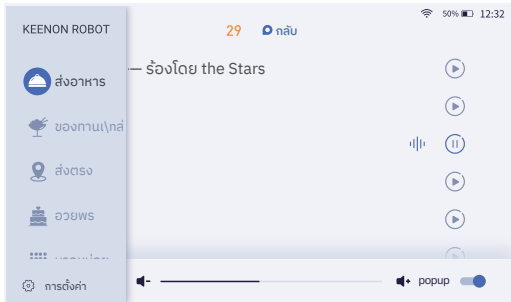 50% 12:32
KEENON ROBOT
29 กลับ
— ร้องโดย the Stars
ส่งอาหาร
ของทานเ\กล่
ส่งตรง
อวยพร
การตั้งค่า
popup